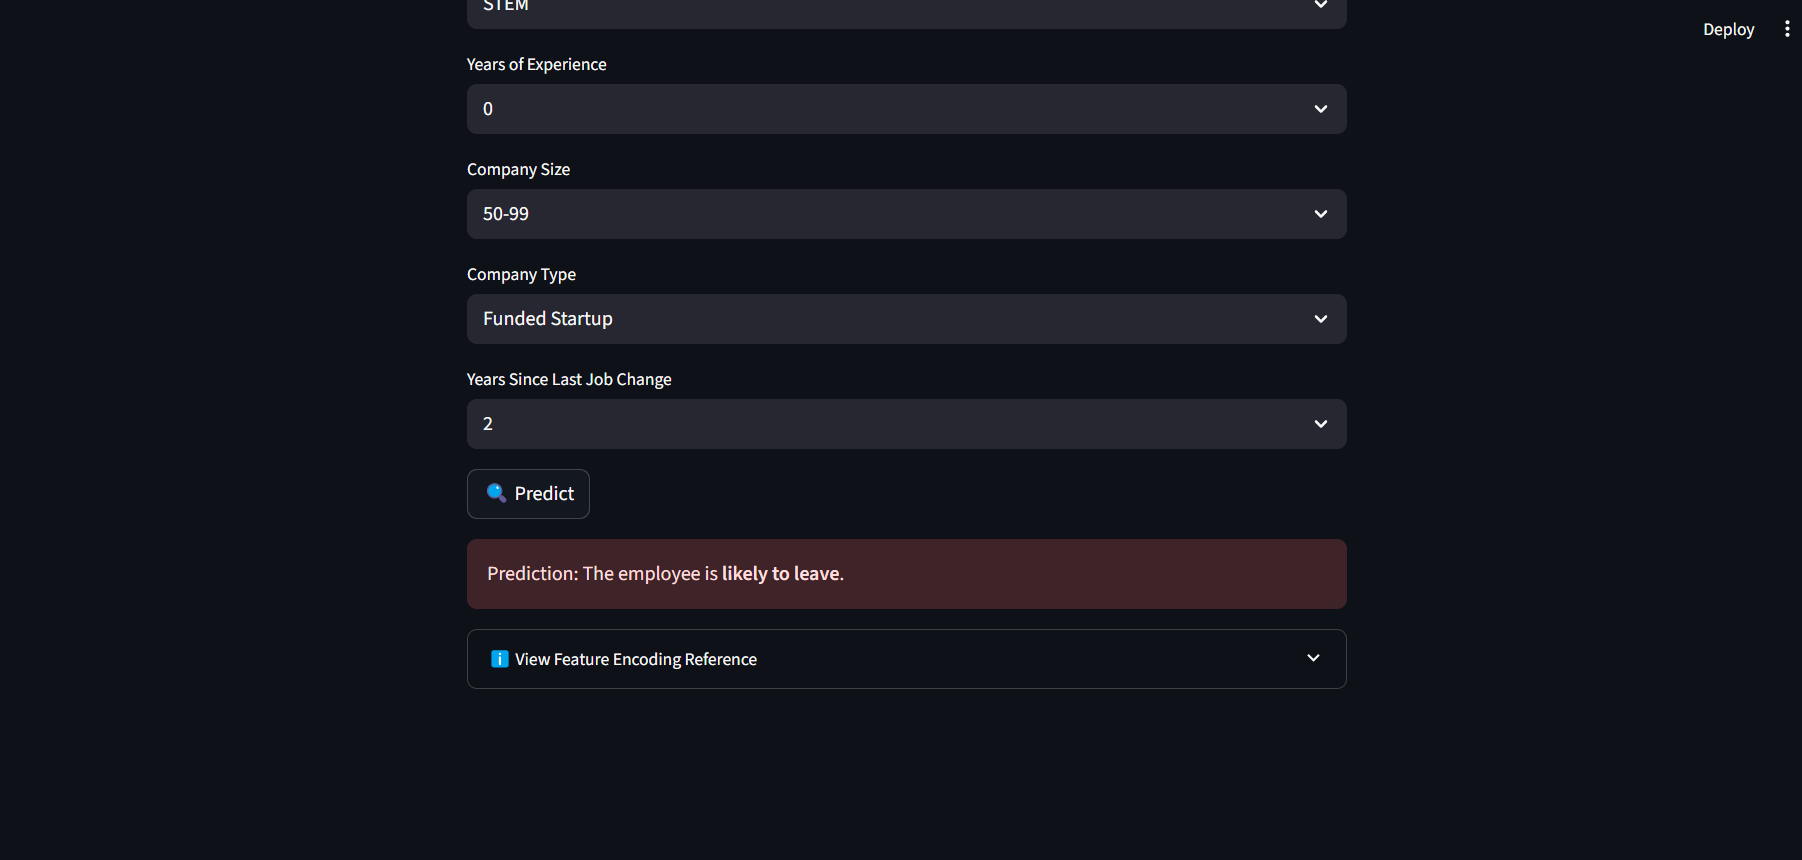 STEM
Deploy
Years of Experience
0
Company Size
50-99
Company Type
Funded Startup
Years Since Last Job Change
2
Predict
Prediction: The employee is likely to leave.
View Feature Encoding Reference